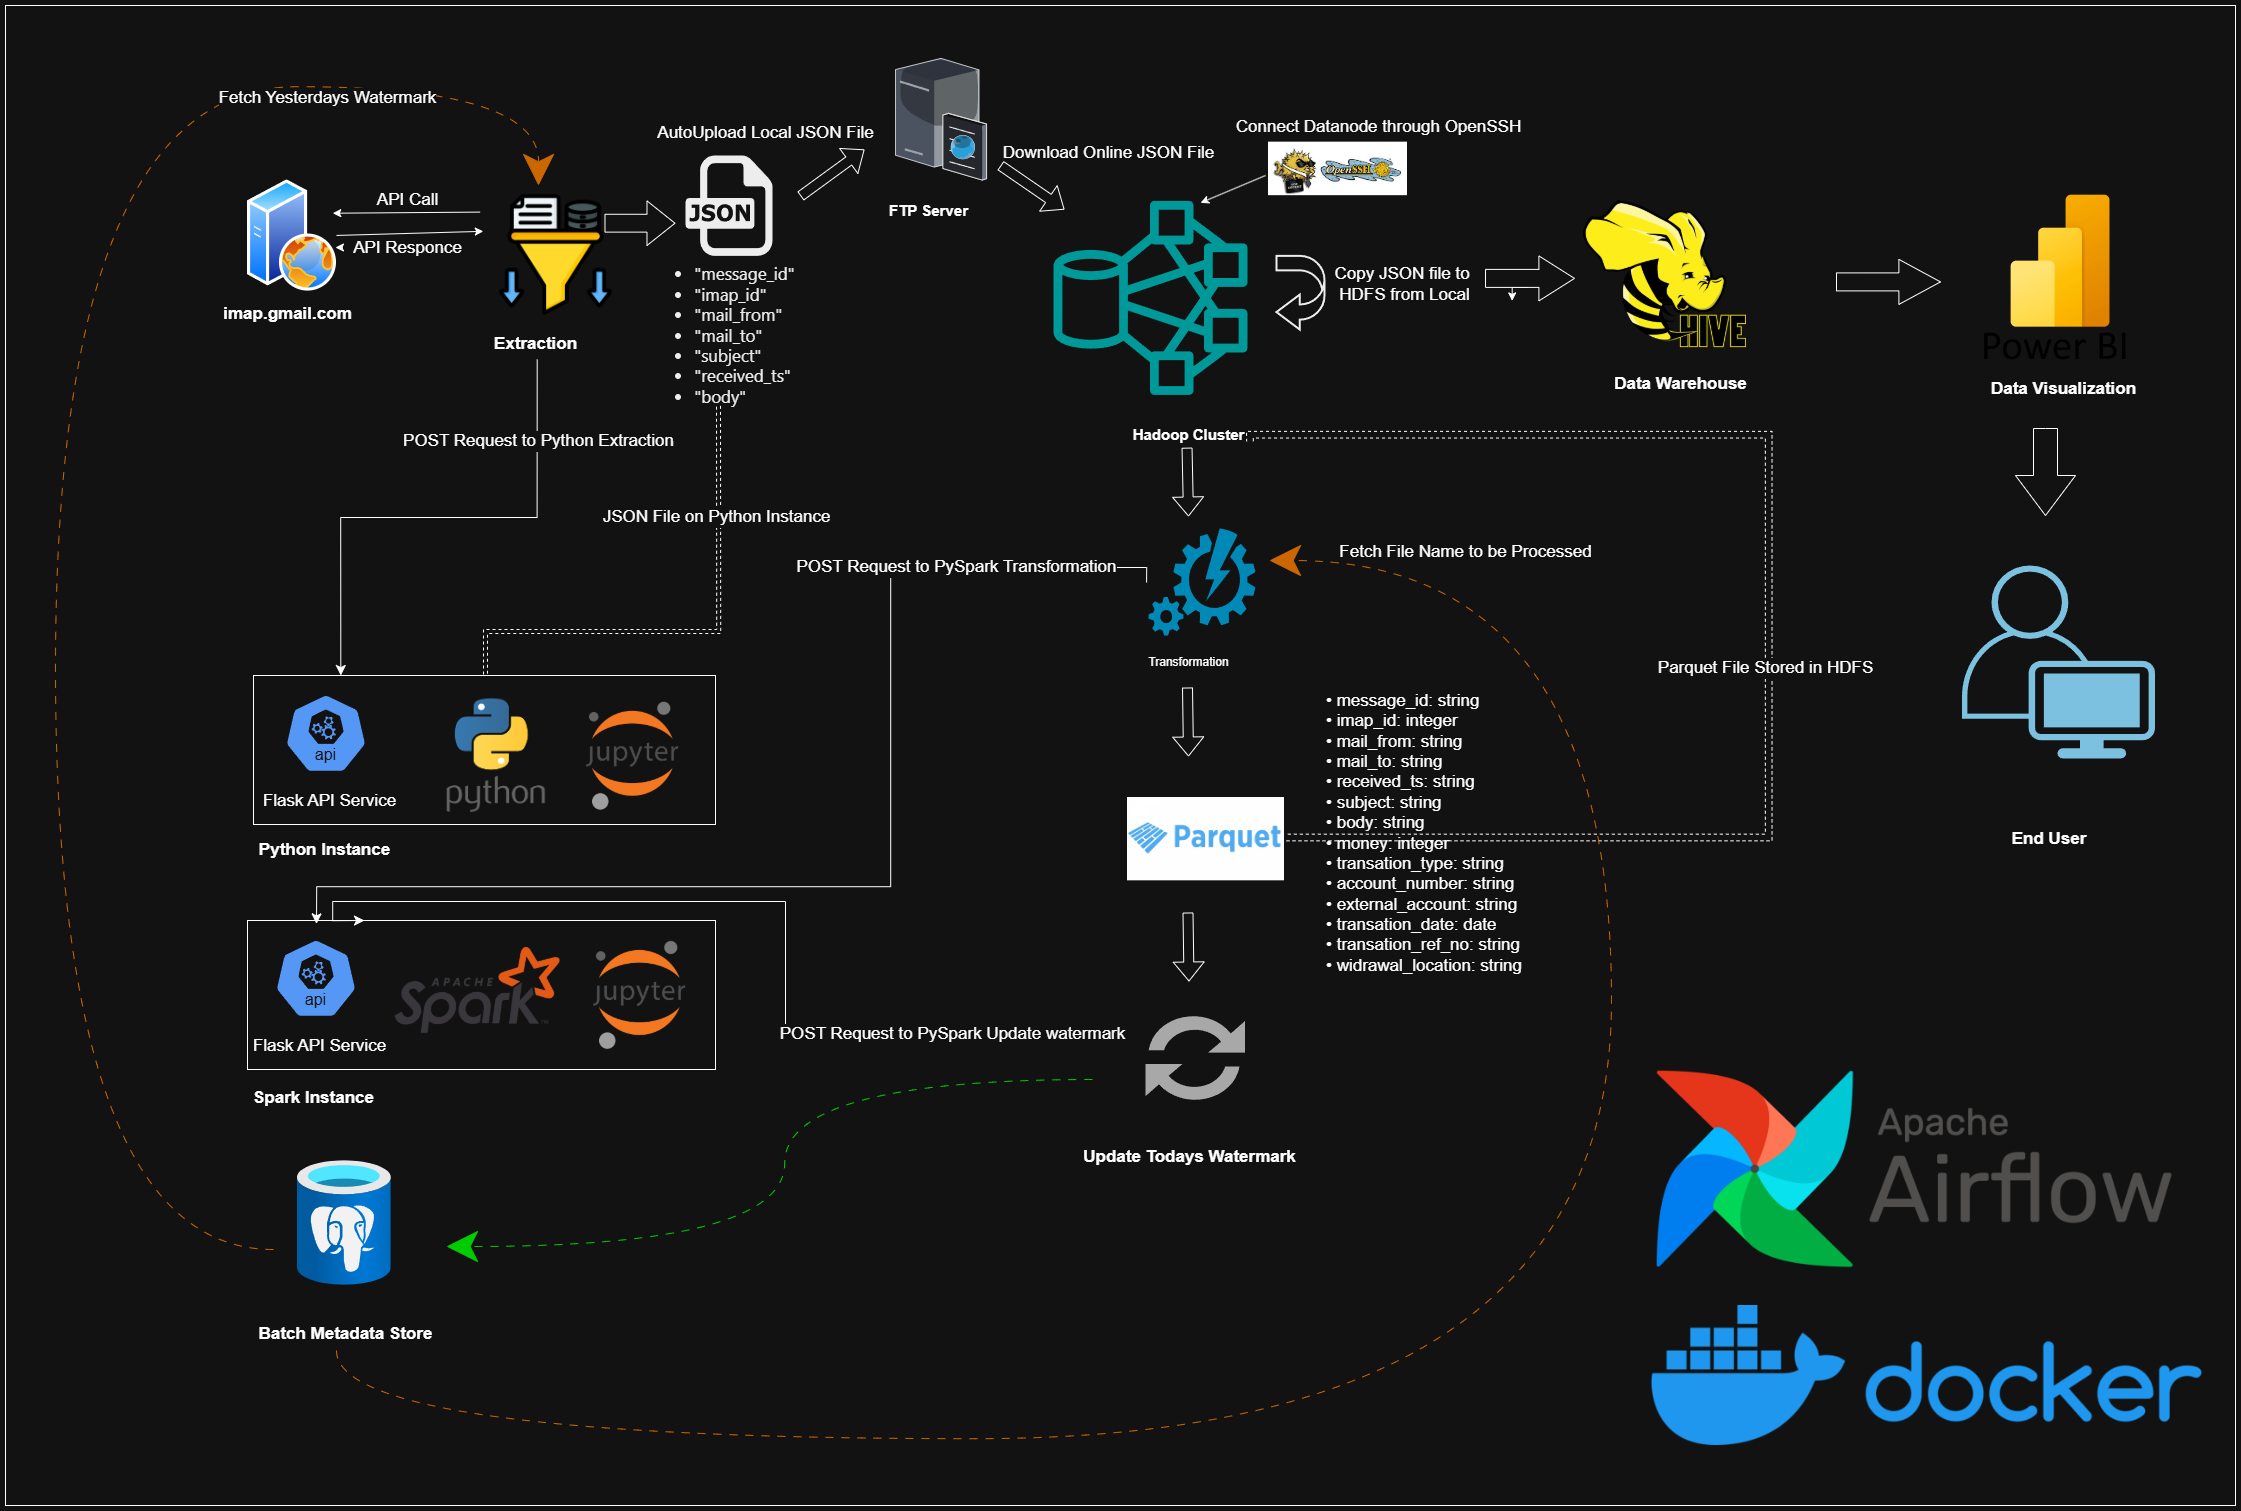 Fetch Yesterdays Watermark
AutoUpload Local JSON File
Connect Datanode through OpenSSH
OpenSSH
Download Online JSON File
API Call
API Responce
JSON
FTP Server
imap.gmail.com
Extraction
• "message_id"
• "imap_id"
• "mail_from"
• "mail_to"
• "subject"
• "received_ts"
• "body"
Copy JSON file to
HDFS from Local
HIVE
Data Warehouse
Power BI
Data Visualization
POST Request to Python Extraction
Hadoop Cluster
JSON File on Python Instance
POST Request to PySpark Transformation
Fetch File Name to be Processed
Transformation
Parquet File Stored in HDFS
• message_id: string
• imap_id: integer
• mail_from: string
• mail_to: string
• received_ts: string
• subject: string
• body: string
• money: integer
• transation_type: string
• account_number: string
• external_account: string
• transation_date: date
• transation_ref_no: string
• widrawal_location: string
Parquet
End User
api
Flask API Service
python
jupyter
Python Instance
api
Flask API Service
APACHE
Spark
jupyter
Spark Instance
POST Request to PySpark Update watermark
Update Todays Watermark
Batch Metadata Store
Apache
Airflow
docker